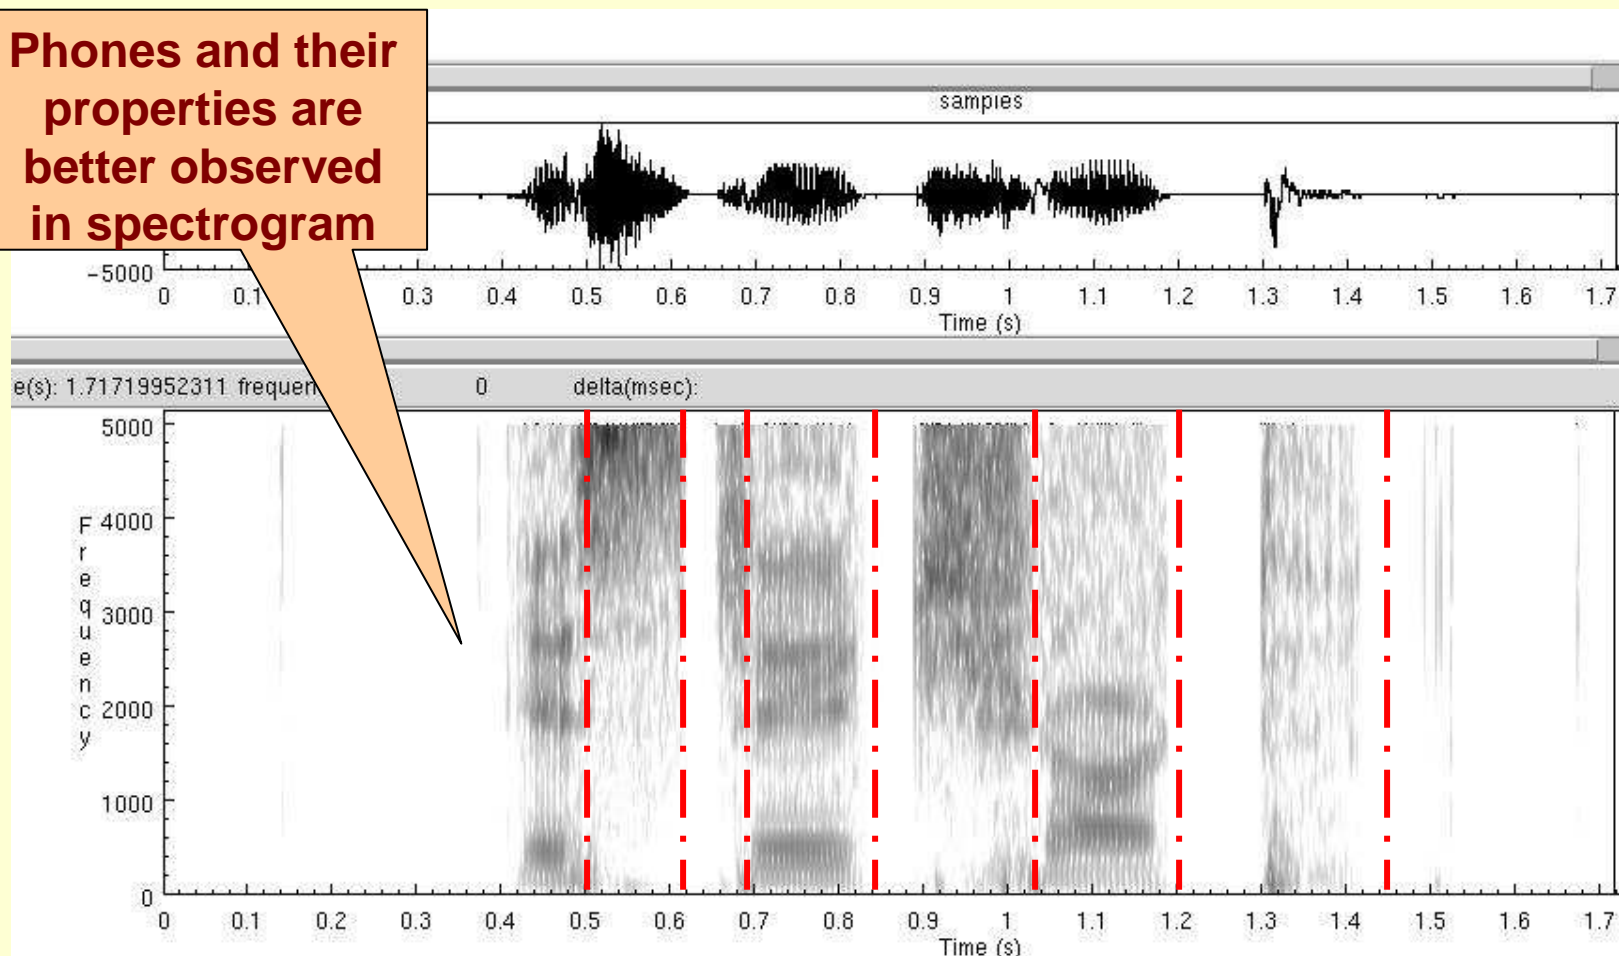 Phones and their
properties are
better observed
in spectrogram
samples
-5000
0 0.1 0.3 0.4 0.5 0.6 0.7 0.8 0.9 1 1.1 1.2 1.3 1.4 1.5 1.6 1.7
Time (s)
e(s): 1.71719952311 frequen 0 delta(msec):
5000
4000
3000
2000
1000
0
Frequency
0 0.1 0.2 0.3 0.4 0.5 0.6 0.7 0.8 0.9 1 1.1 1.2 1.3 1.4 1.5 1.6 1.7
Time (s)